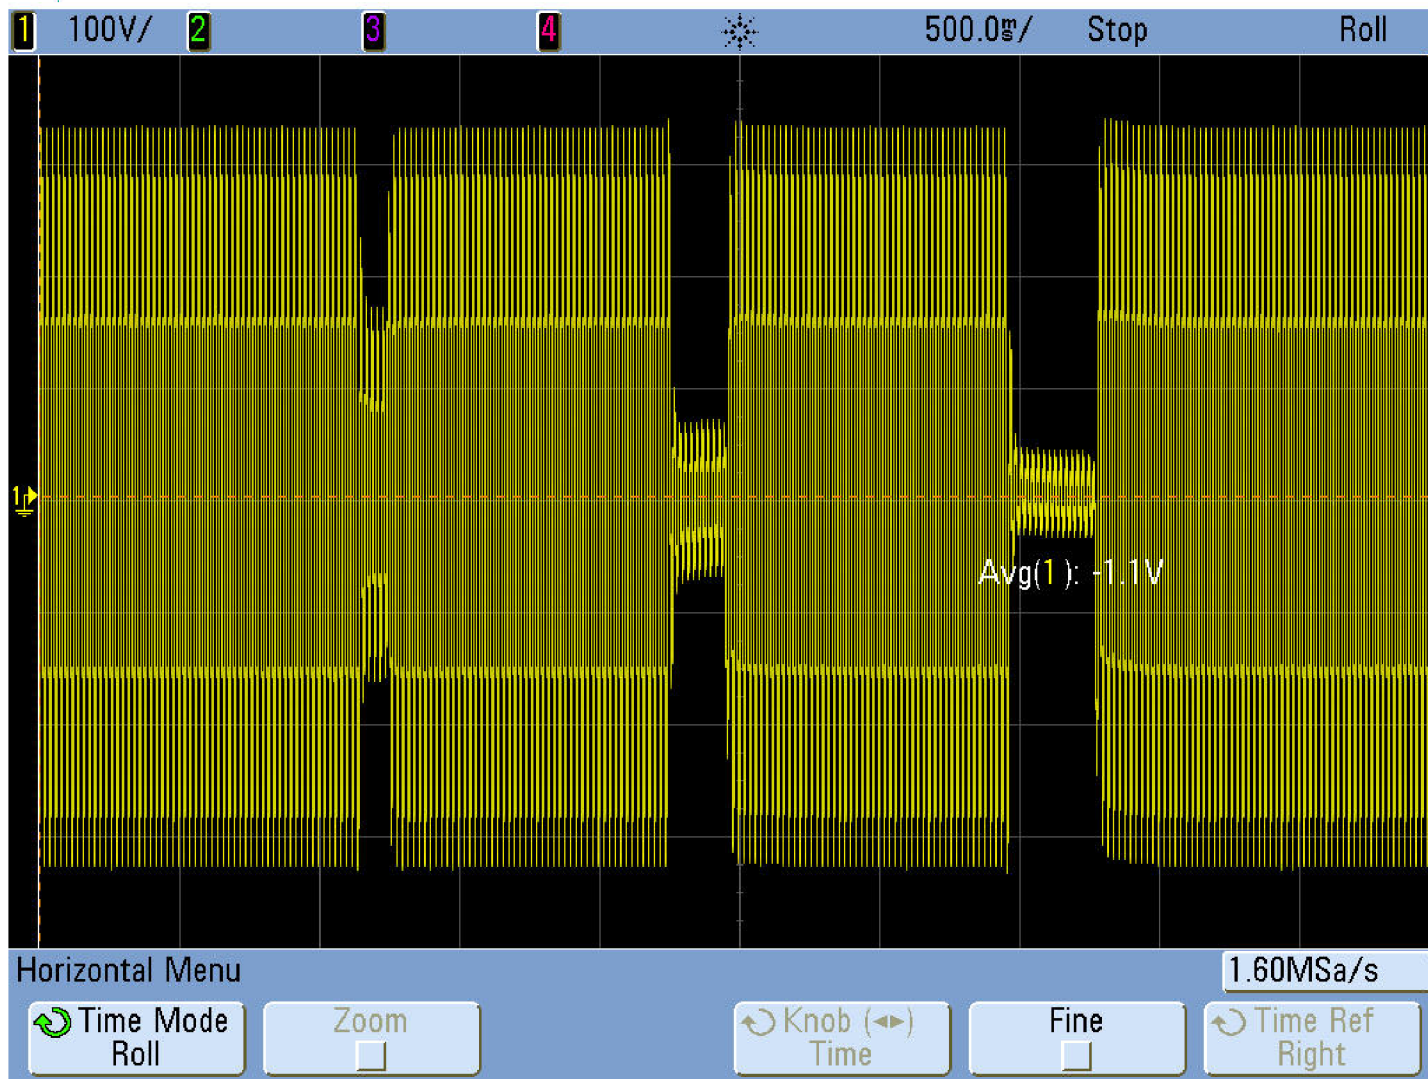 1 100V/ 2 3 4 500.0ms/ Stop Roll
1
Avg(1): -1.1V
Horizontal Menu
1.60MSa/s
Time Mode Zoom Knob (◄►) Fine Time Ref
Roll Time Right